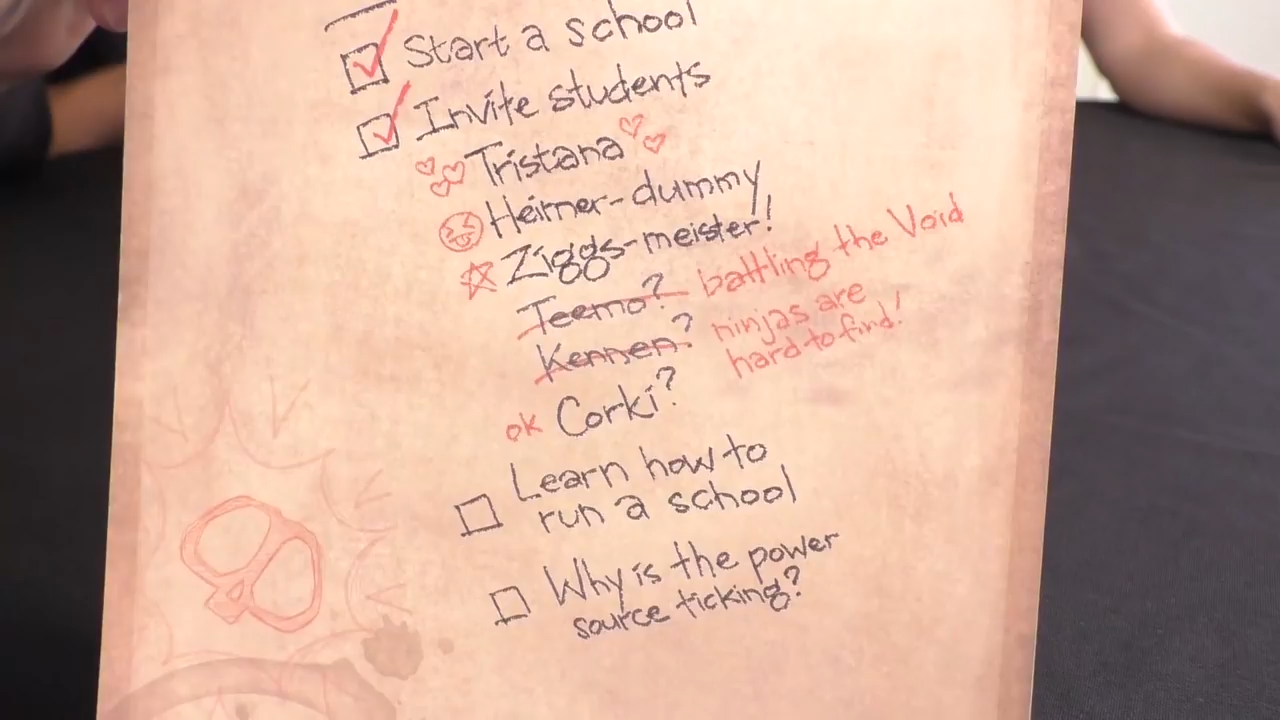 Start a school
Invite students
Tristana
Heimer-dummy
Ziggs-meister!
Teemo? battling the Void
Kennen? ninjas are
hard to find!
ok Corki?
Learn how to
run a school
Why is the power
source ticking?